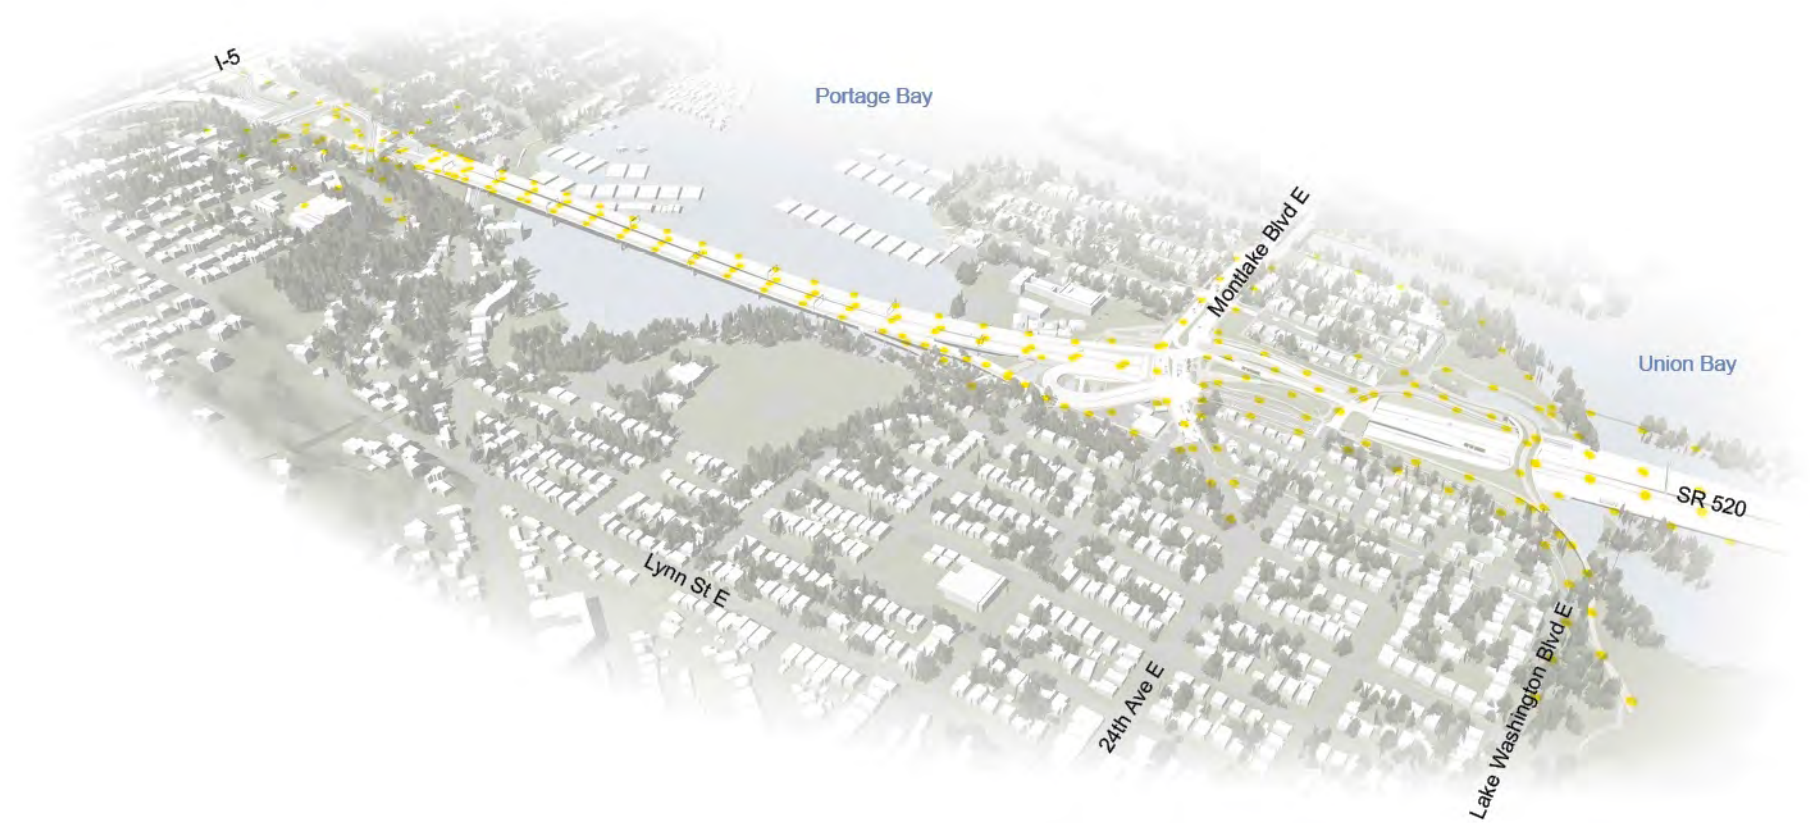 I-5
Portage Bay
Montlake Blvd E
Union Bay
SR 520
Lynn St E
24th Ave E
Lake Washington Blvd E